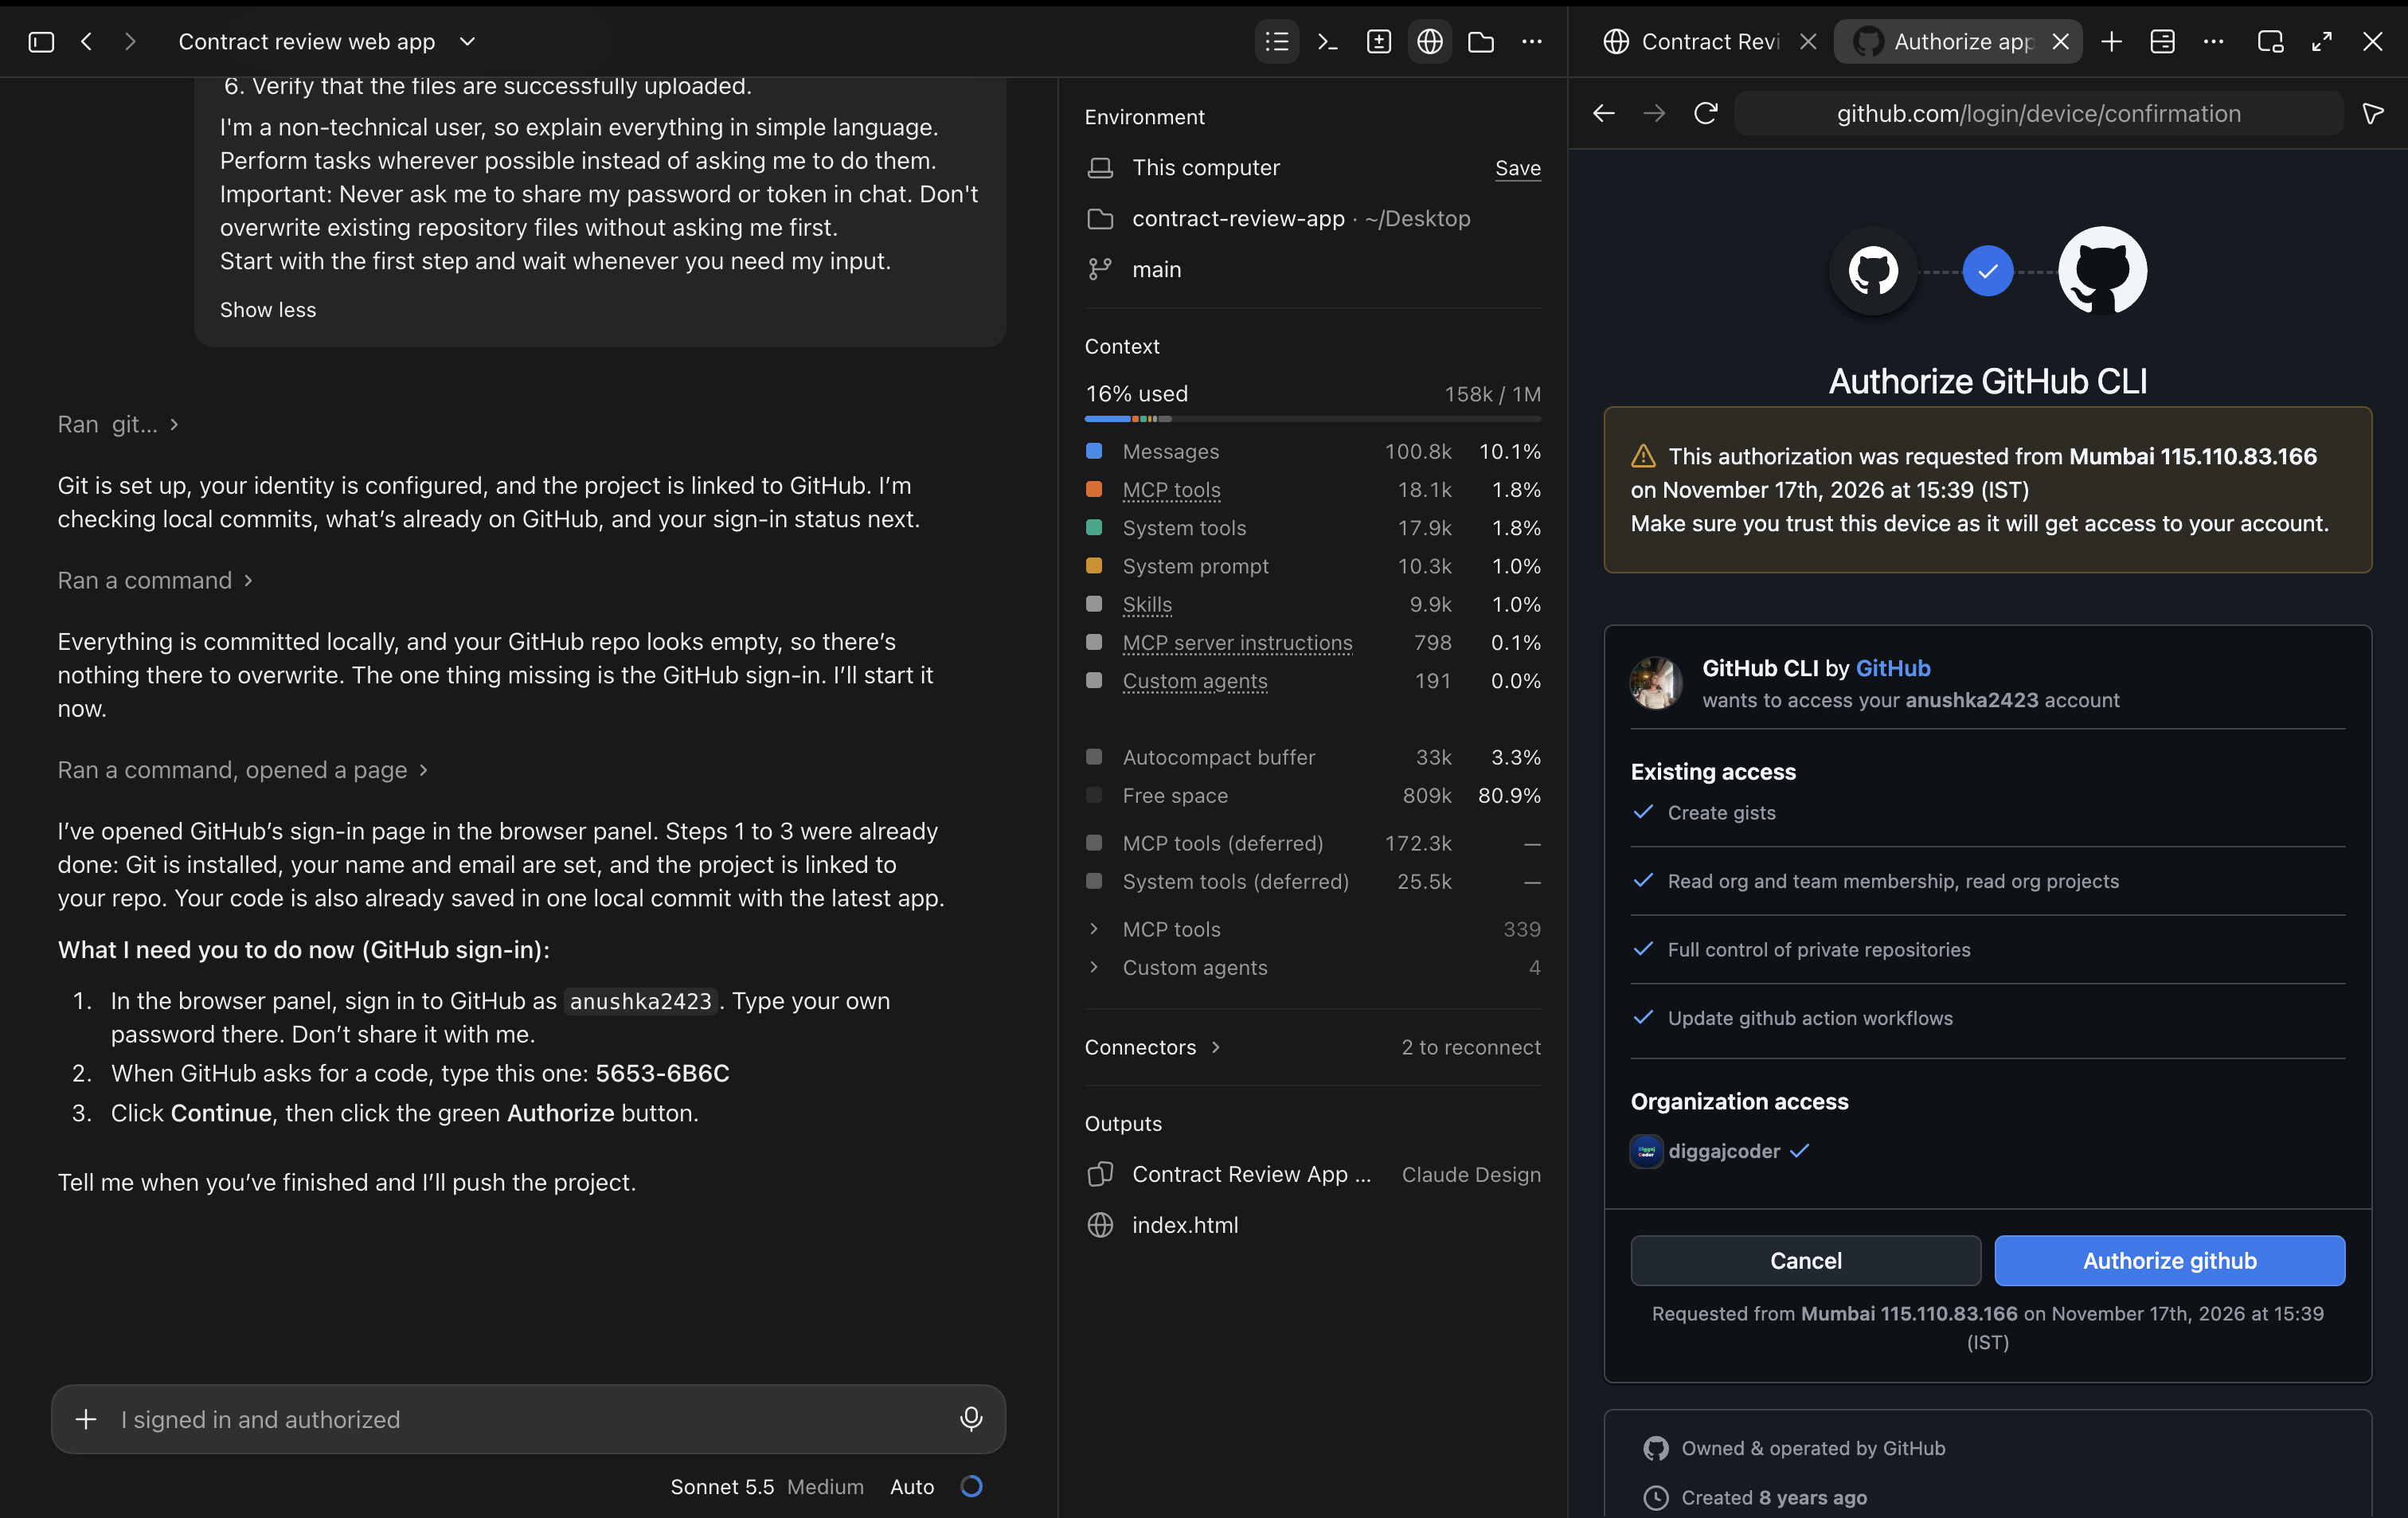 Contract review web app
6. Verify that the files are successfully uploaded.
I'm a non-technical user, so explain everything in simple language.
Perform tasks wherever possible instead of asking me to do them.
Important: Never ask me to share my password or token in chat. Don't
overwrite existing repository files without asking me first.
Start with the first step and wait whenever you need my input.
Show less
Ran git...
Git is set up, your identity is configured, and the project is linked to GitHub. I’m
checking local commits, what’s already on GitHub, and your sign-in status next.
Ran a command
Everything is committed locally, and your GitHub repo looks empty, so there’s
nothing there to overwrite. The one thing missing is the GitHub sign-in. I’ll start it
now.
Ran a command, opened a page
I’ve opened GitHub’s sign-in page in the browser panel. Steps 1 to 3 were already
done: Git is installed, your name and email are set, and the project is linked to
your repo. Your code is also already saved in one local commit with the latest app.
What I need you to do now (GitHub sign-in):
1. In the browser panel, sign in to GitHub as anushka2423. Type your own
password there. Don’t share it with me.
2. When GitHub asks for a code, type this one: 5653-6B6C
3. Click Continue, then click the green Authorize button.
Tell me when you’ve finished and I’ll push the project.
I signed in and authorized
Sonnet 5.5 Medium Auto
Environment
This computer Save
contract-review-app · ~/Desktop
main
Context
16% used 158k / 1M
Messages 100.8k 10.1%
MCP tools 18.1k 1.8%
System tools 17.9k 1.8%
System prompt 10.3k 1.0%
Skills 9.9k 1.0%
MCP server instructions 798 0.1%
Custom agents 191 0.0%
Autocompact buffer 33k 3.3%
Free space 809k 80.9%
MCP tools (deferred) 172.3k —
System tools (deferred) 25.5k —
MCP tools 339
Custom agents 4
Connectors 2 to reconnect
Outputs
Contract Review App ... Claude Design
index.html
Contract Revi Authorize app
github.com/login/device/confirmation
Authorize GitHub CLI
This authorization was requested from Mumbai 115.110.83.166
on November 17th, 2026 at 15:39 (IST)
Make sure you trust this device as it will get access to your account.
GitHub CLI by GitHub
wants to access your anushka2423 account
Existing access
Create gists
Read org and team membership, read org projects
Full control of private repositories
Update github action workflows
Organization access
diggajcoder
Cancel Authorize github
Requested from Mumbai 115.110.83.166 on November 17th, 2026 at 15:39
(IST)
Owned & operated by GitHub
Created 8 years ago